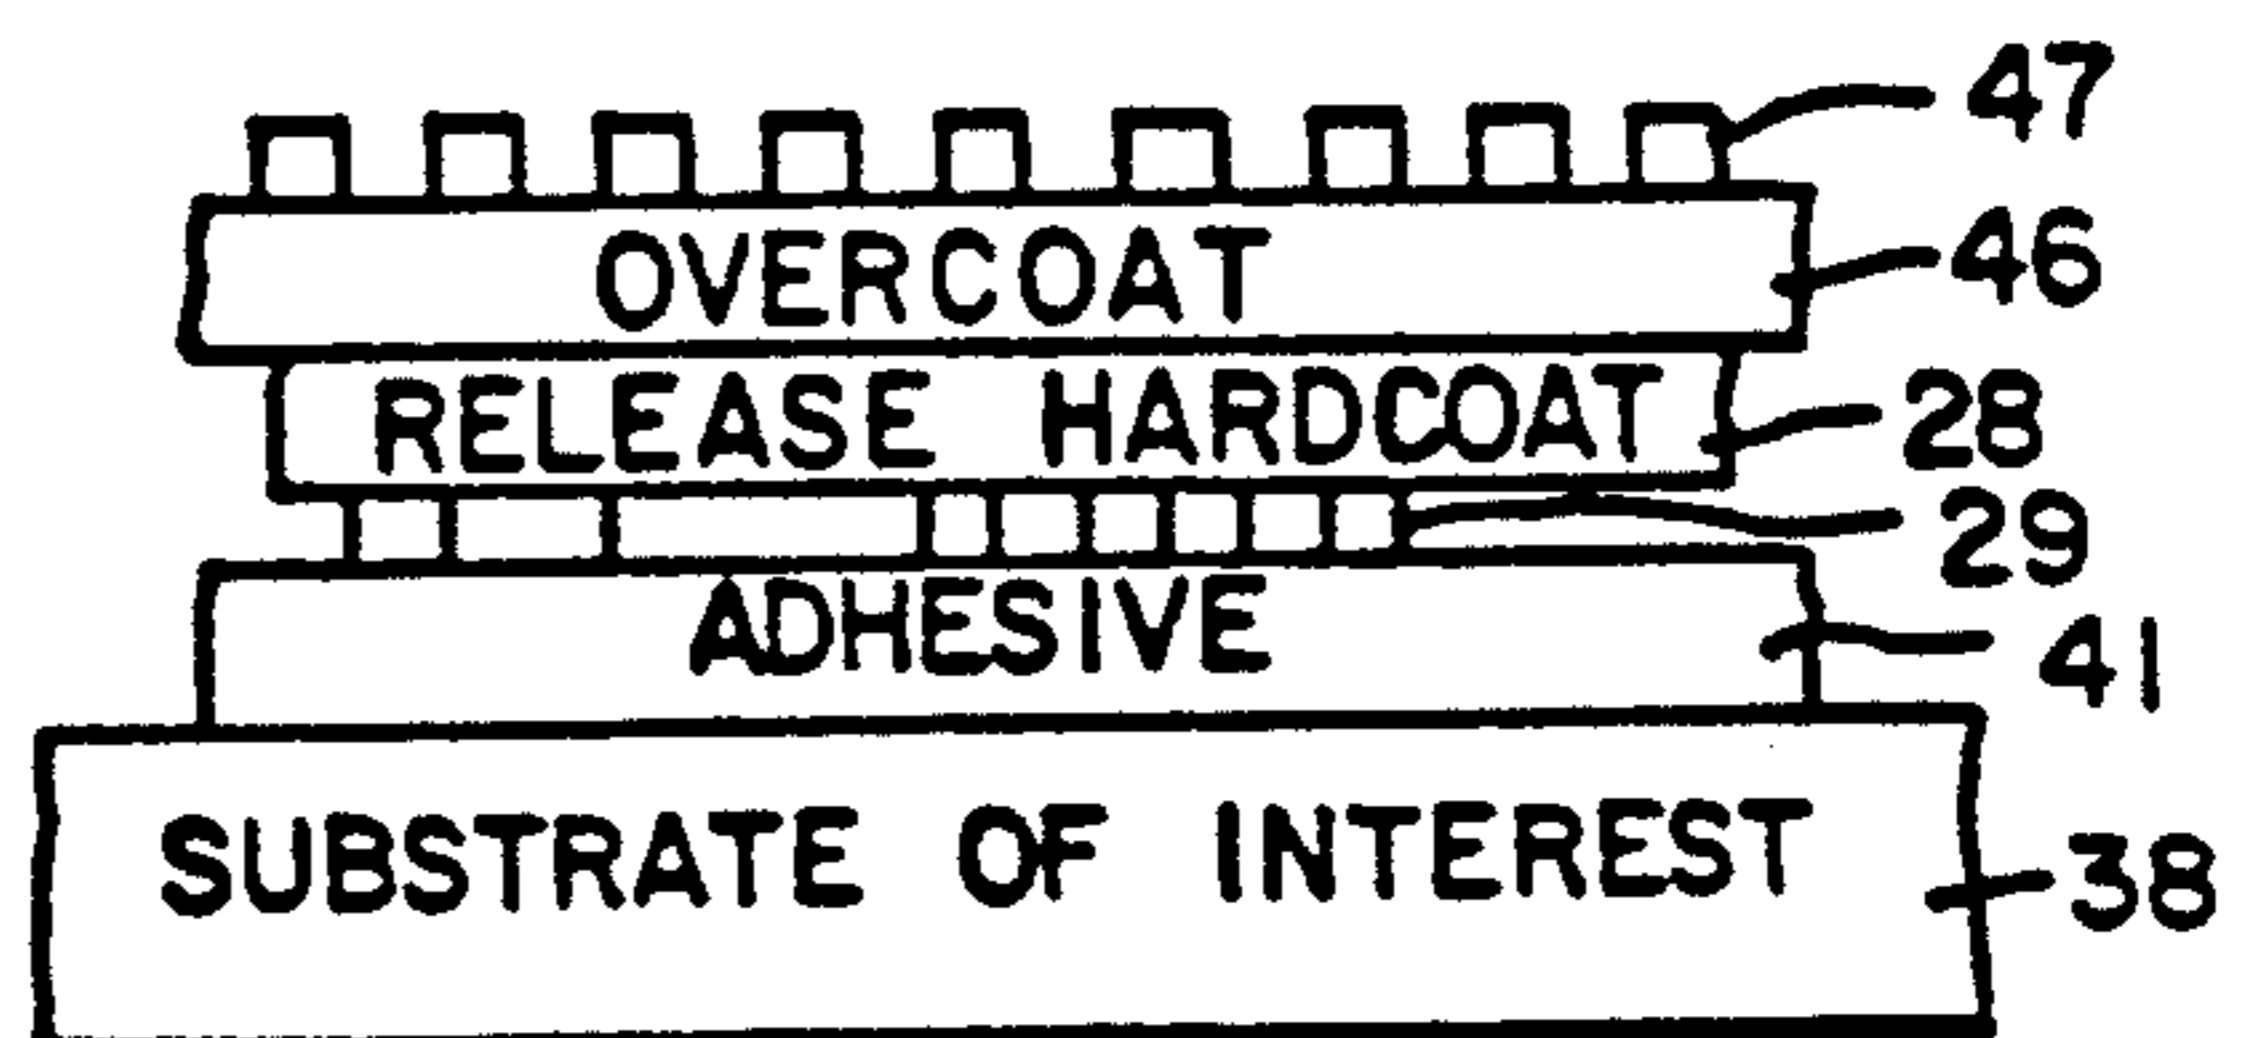 47
OVERCOAT 46
RELEASE HARDCOAT 28
29
ADHESIVE 41
SUBSTRATE OF INTEREST 38